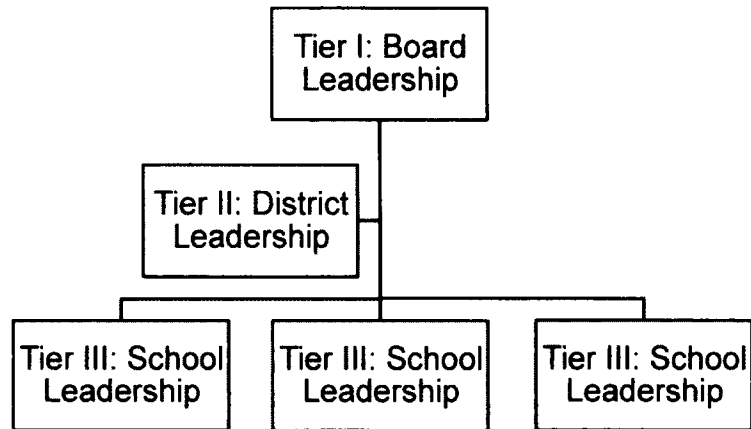 Tier I: Board
Leadership
Tier II: District
Leadership
Tier III: School
Leadership
Tier III: School
Leadership
Tier III: School
Leadership